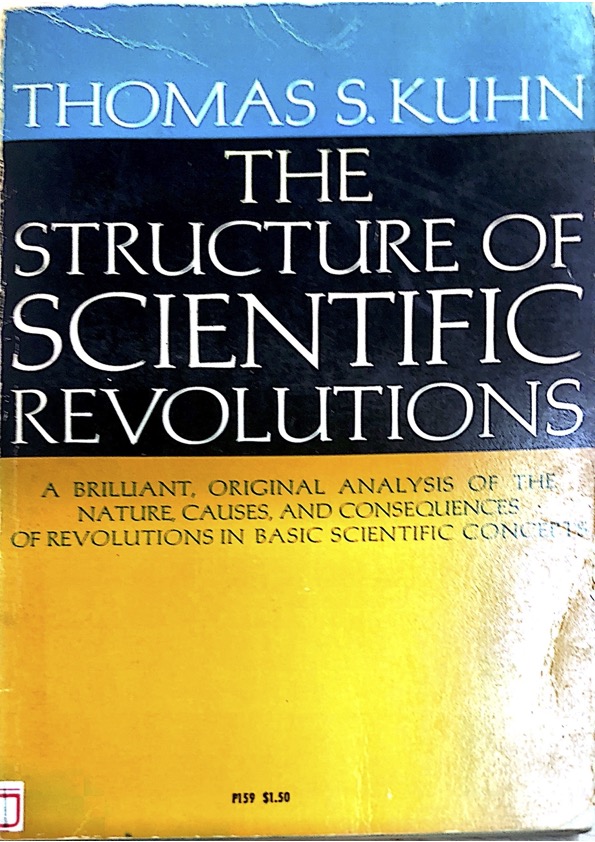 THOMAS S. KUHN
THE
STRUCTURE OF
SCIENTIFIC
REVOLUTIONS
A BRILLIANT, ORIGINAL ANALYSIS OF THE
NATURE, CAUSES, AND CONSEQUENCES
OF REVOLUTIONS IN BASIC SCIENTIFIC CONCEPTS
P159 $1.50